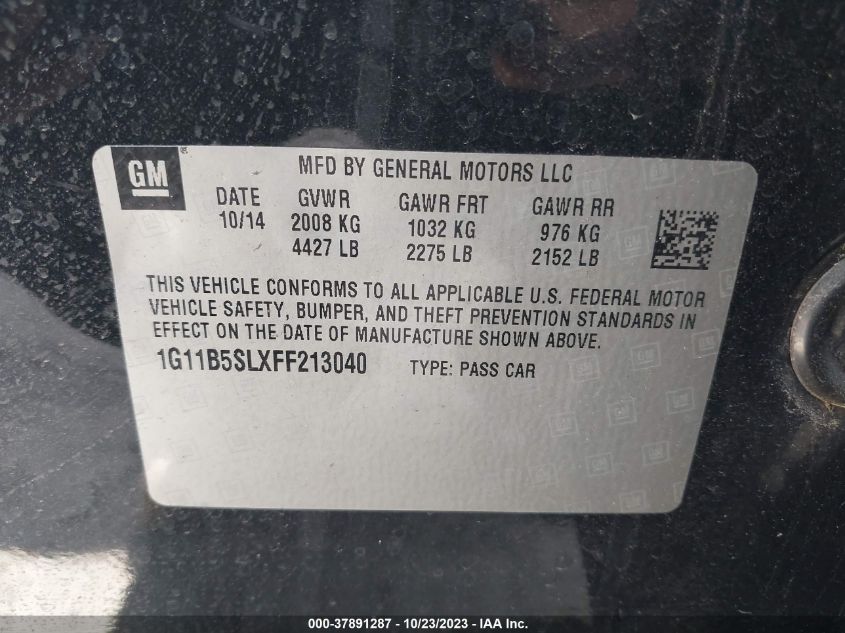 GM
MFD BY GENERAL MOTORS LLC
DATE GVWR GAWR FRT GAWR RR
10/14 2008 KG 1032 KG 976 KG
4427 LB 2275 LB 2152 LB
THIS VEHICLE CONFORMS TO ALL APPLICABLE U.S. FEDERAL MOTOR
VEHICLE SAFETY, BUMPER, AND THEFT PREVENTION STANDARDS IN
EFFECT ON THE DATE OF MANUFACTURE SHOWN ABOVE.
1G11B5SLXFF213040 TYPE: PASS CAR
000-37891287 - 10/23/2023 - IAA Inc.